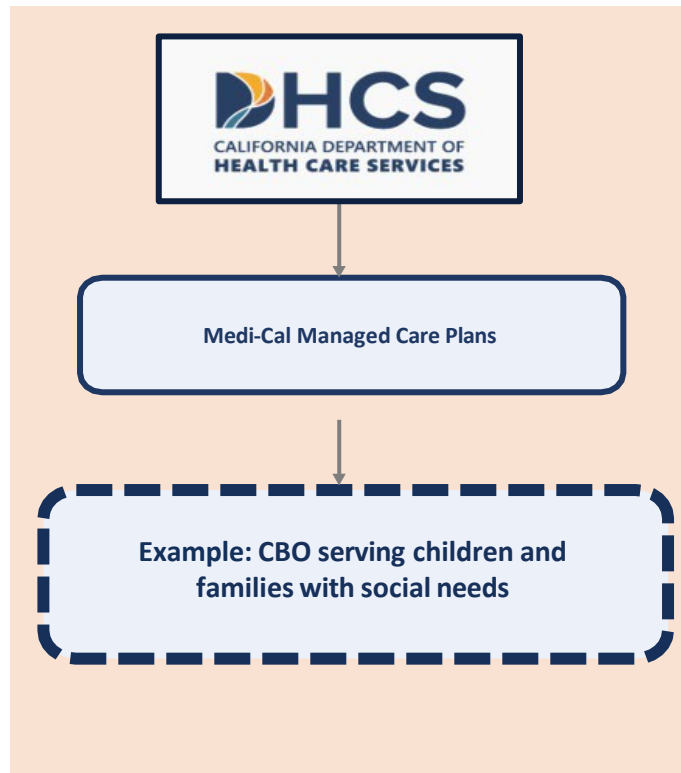 DHCS
CALIFORNIA DEPARTMENT OF
HEALTH CARE SERVICES
Medi-Cal Managed Care Plans
Example: CBO serving children and
families with social needs